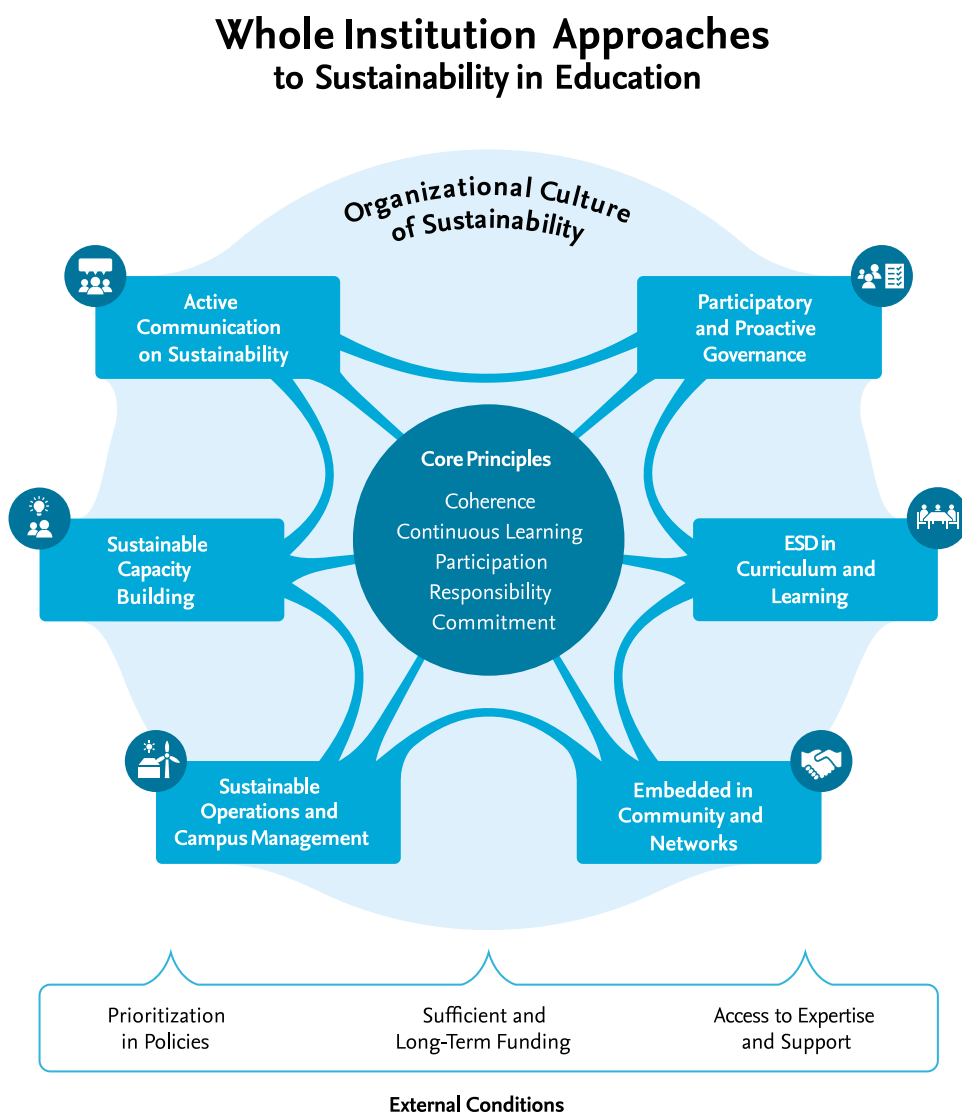 Whole Institution Approaches
to Sustainability in Education
Organizational Culture
of Sustainability
Active
Communication
on Sustainability
Participatory
and Proactive
Governance
Core Principles
Coherence
Continuous Learning
Participation
Responsibility
Commitment
Sustainable
Capacity
Building
ESD in
Curriculum and
Learning
Sustainable
Operations and
Campus Management
Embedded in
Community and
Networks
Prioritization
in Policies
Sufficient and
Long-Term Funding
Access to Expertise
and Support
External Conditions